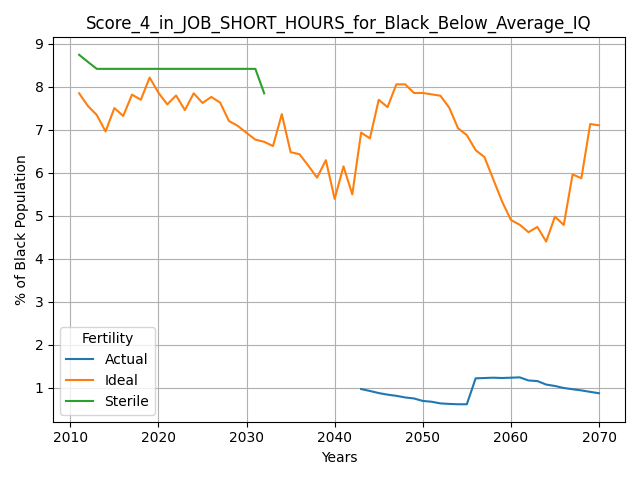 Score_4_in_JOB_SHORT_HOURS_for_Black_Below_Average_IQ
% of Black Population
9
8
7
6
5
4
3
2
1
Fertility
Actual
Ideal
Sterile
2010 2020 2030 2040 2050 2060 2070
Years